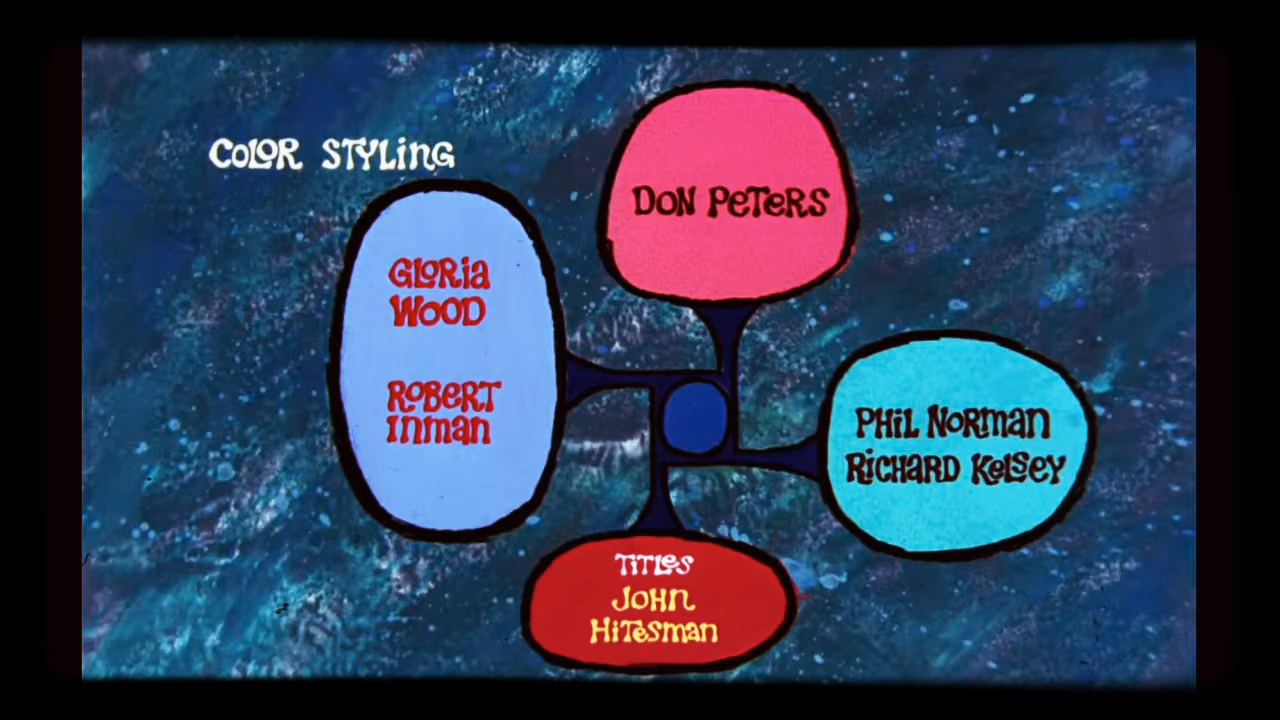 COLOR STYLiNG
GLORia
WOOD
ROBeRT
Inman
DON PeTeRS
PHiL NORman
RiCHARD KeLSeY
TiTLeS
JOHN
HiTeSman